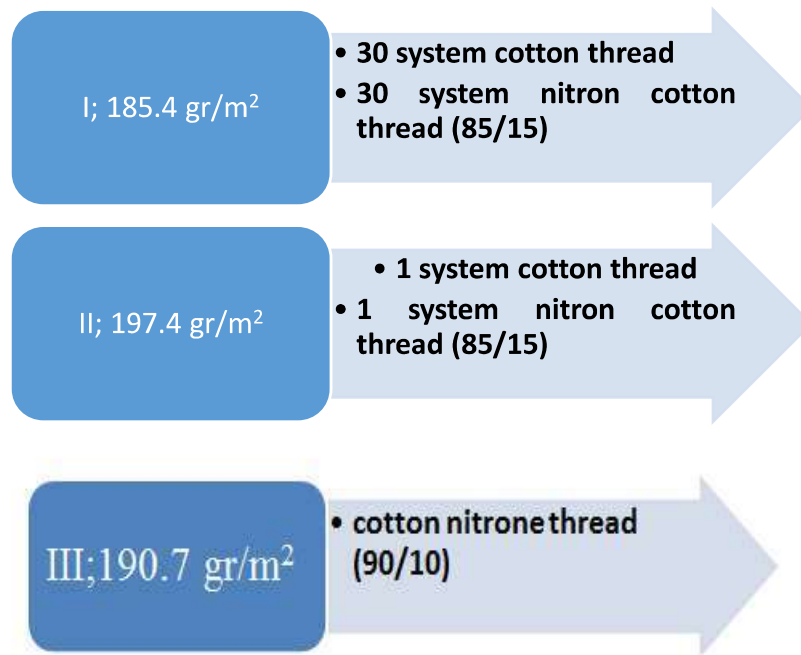 I; 185.4 gr/m²
• 30 system cotton thread
• 30 system nitron cotton
thread (85/15)
II; 197.4 gr/m²
• 1 system cotton thread
• 1 system nitron cotton
thread (85/15)
III;190.7 gr/m²
• cotton nitrone thread
(90/10)